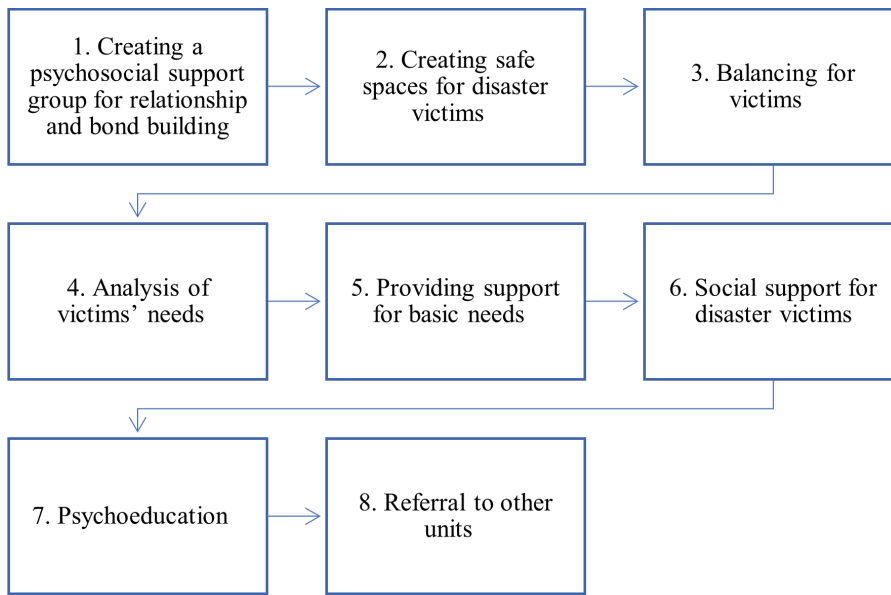 1. Creating a
psychosocial support
group for relationship
and bond building
2. Creating safe
spaces for disaster
victims
3. Balancing for
victims
4. Analysis of
victims’ needs
5. Providing support
for basic needs
6. Social support for
disaster victims
7. Psychoeducation
8. Referral to other
units